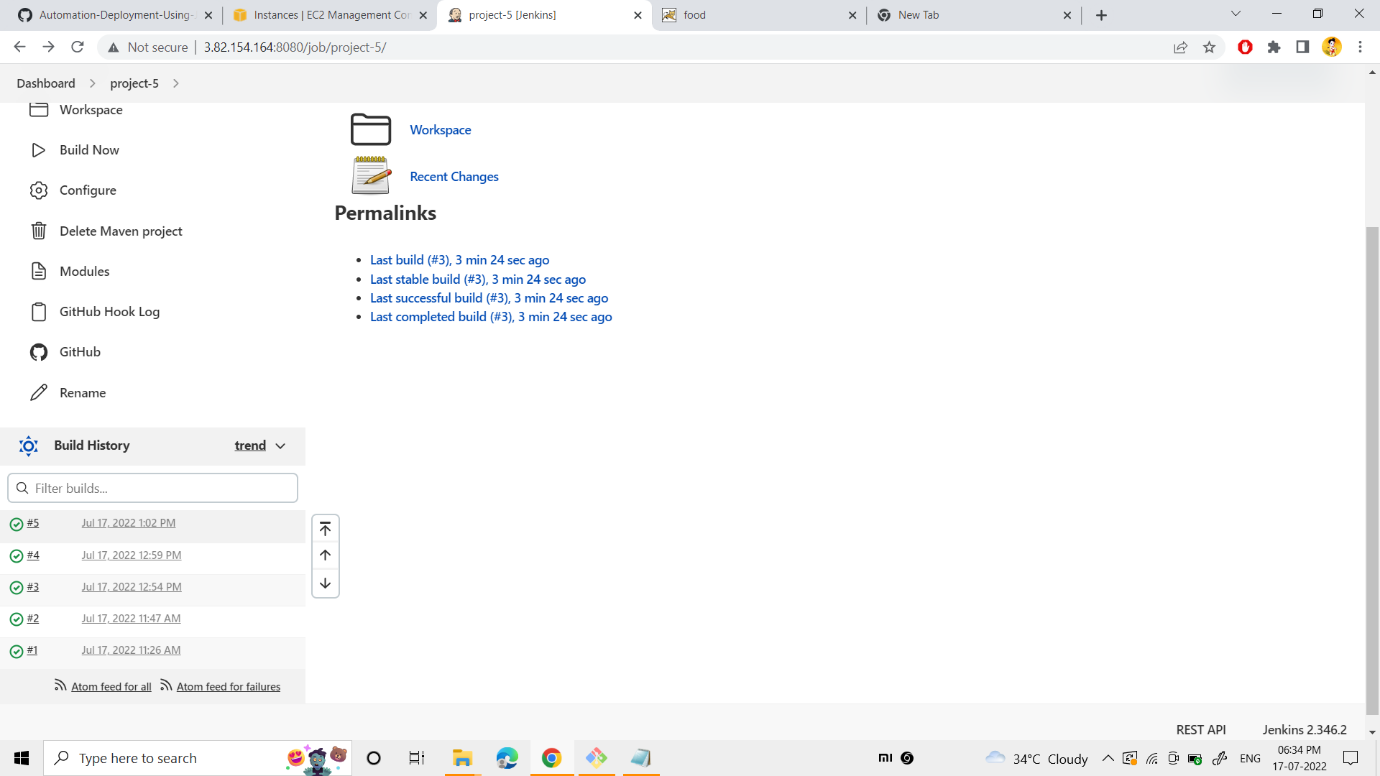 Automation-Deployment-Using-
Instances | EC2 Management Con
project-5 [Jenkins]
food
New Tab
Not secure
3.82.154.164:8080/job/project-5/
Dashboard
project-5
Workspace
Build Now
Configure
Delete Maven project
Modules
GitHub Hook Log
GitHub
Rename
Build History
trend
Filter builds...
#5 Jul 17, 2022 1:02 PM
#4 Jul 17, 2022 12:59 PM
#3 Jul 17, 2022 12:54 PM
#2 Jul 17, 2022 11:47 AM
#1 Jul 17, 2022 11:26 AM
Atom feed for all Atom feed for failures
Workspace
Recent Changes
Permalinks
Last build (#3), 3 min 24 sec ago
Last stable build (#3), 3 min 24 sec ago
Last successful build (#3), 3 min 24 sec ago
Last completed build (#3), 3 min 24 sec ago
REST API
Jenkins 2.346.2
Type here to search
34°C Cloudy
ENG
06:34 PM
17-07-2022